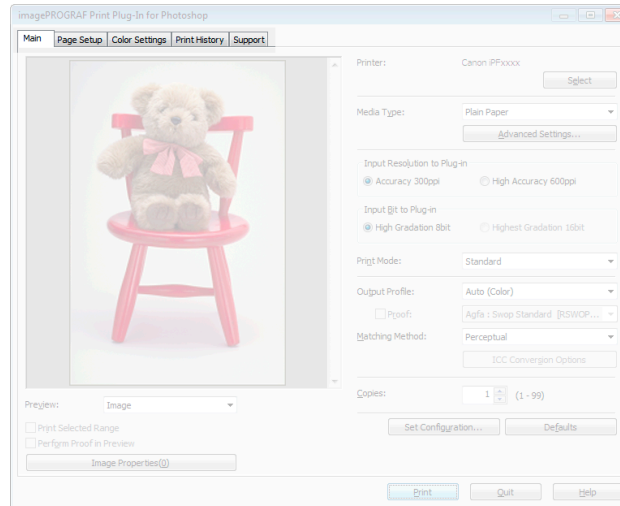 imagePROGRAF Print Plug-In for Photoshop
Main Page Setup Color Settings Print History Support
Printer: Canon iPFxxxx
Select
Media Type: Plain Paper
Advanced Settings...
Input Resolution to Plug-in
Accuracy 300ppi High Accuracy 600ppi
Input Bit to Plug-in
High Gradation 8bit Highest Gradation 16bit
Print Mode: Standard
Output Profile: Auto (Color)
Proof: Agfa : Swop Standard [RSWOP...
Matching Method: Perceptual
ICC Conversion Options
Copies: 1 (1 - 99)
Preview: Image
Print Selected Range
Perform Proof in Preview
Image Properties(0)
Set Configuration... Defaults
Print Quit Help